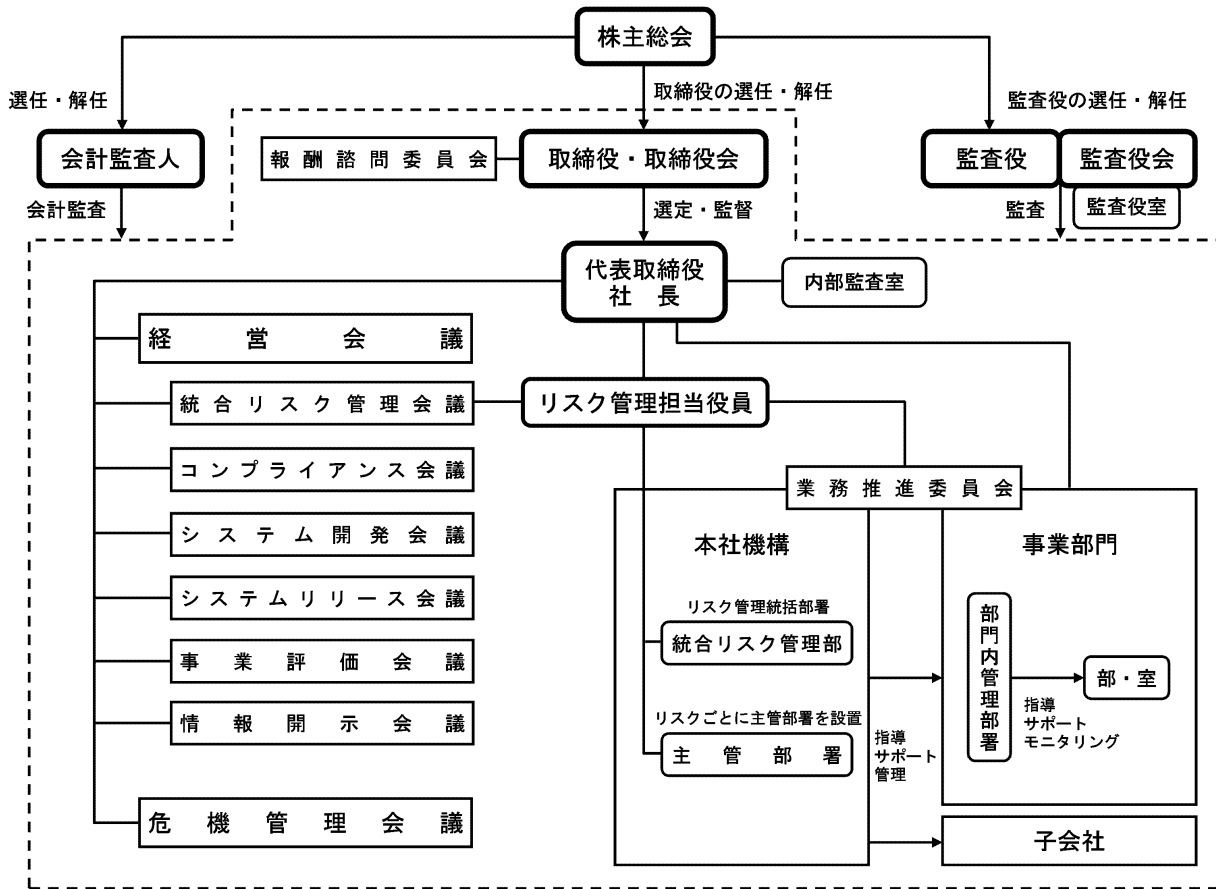 株主総会
選任・解任
取締役の選任・解任
監査役の選任・解任
会計監査人
報酬諮問委員会
取締役・取締役会
監査役
監査役会
会計監査
選定・監督
監査
監査役室
代表取締役
社長
内部監査室
経営会議
統合リスク管理会議
リスク管理担当役員
コンプライアンス会議
業務推進委員会
システム開発会議
本社機構
事業部門
システムリリース会議
リスク管理統括部署
統合リスク管理部
部門内管理部署
事業評価会議
部・室
情報開示会議
リスクごとに主管部署を設置
主管部署
指導
サポート
管理
指導
サポート
モニタリング
危機管理会議
子会社